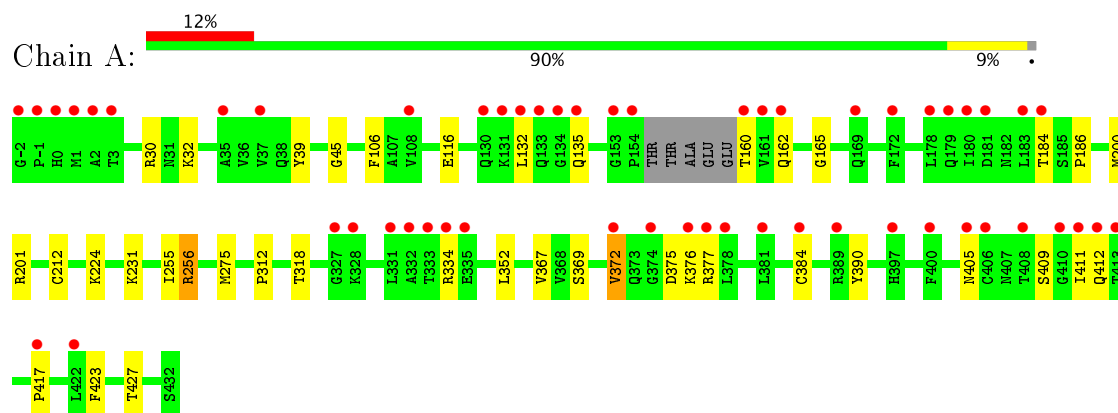 12%
Chain A:
90%
9%
G-2 P-1 H0 M1 A2 T3 R30 N31 K32 A35 V36 V37 Q38 Y39 G45 F106 A107 V108 E116 Q130 K131 L132 Q133 G134 Q135 G153 P154 THR THR ALA GLU GLU T160 V161 Q162 G165 Q169 F172 L178 Q179 I180 D181 N182 L183 T184 S185 P186
R201 C212 K224 K231 I255 R256 M275 P312 T318 G327 K328 L331 A332 T333 R334 E335 L352 V367 V368 S369 V372 Q373 G374 D375 K376 R377 L378 L381 C384 R389 Y390 H397 F400 N405 C406 N407 T408 S409 G410 I411 Q412 T413
P417 L422 F423 T427 S432